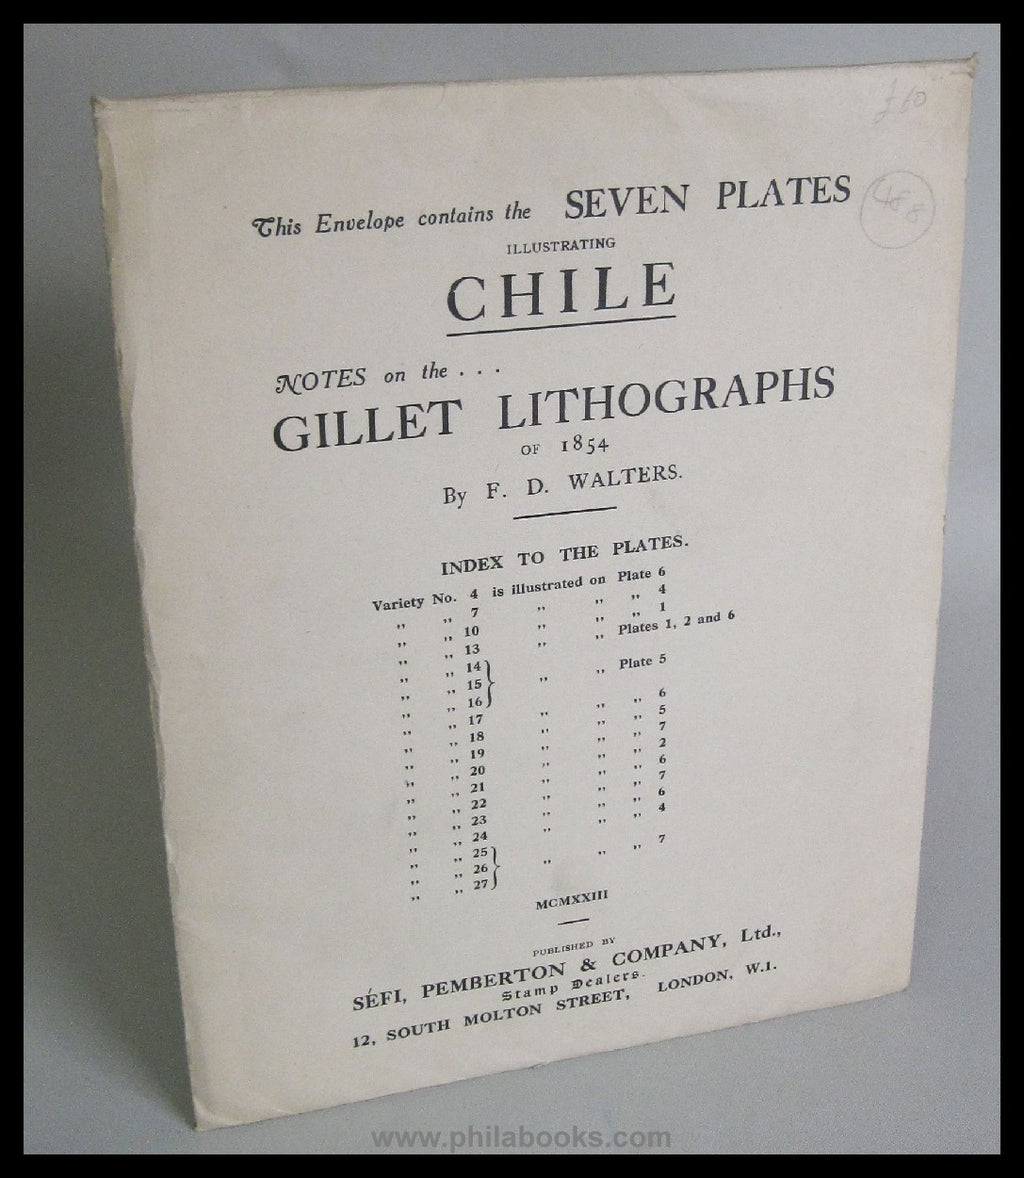 £10
488
This Envelope contains the SEVEN PLATES
ILLUSTRATING
CHILE
NOTES on the . . .
GILLET LITHOGRAPHS
OF 1854
By F. D. WALTERS.
INDEX TO THE PLATES.
Variety No. 4 is illustrated on Plate 6
,, ,, 7 ,, ,, ,, 4
,, ,, 10 ,, ,, ,, 1
,, ,, 13 ,, ,, Plates 1, 2 and 6
,, ,, 14}
,, ,, 15} ,, ,, Plate 5
,, ,, 16}
,, ,, 17 ,, ,, ,, 6
,, ,, 18 ,, ,, ,, 5
,, ,, 19 ,, ,, ,, 7
,, ,, 20 ,, ,, ,, 2
,, ,, 21 ,, ,, ,, 6
,, ,, 22 ,, ,, ,, 7
,, ,, 23 ,, ,, ,, 6
,, ,, 24 ,, ,, ,, 4
,, ,, 25}
,, ,, 26} ,, ,, ,, 7
,, ,, 27}
MCMXXIII
PUBLISHED BY
SÉFI, PEMBERTON & COMPANY, Ltd.,
Stamp Dealers.
12, SOUTH MOLTON STREET, LONDON, W.1.
www.philabooks.com